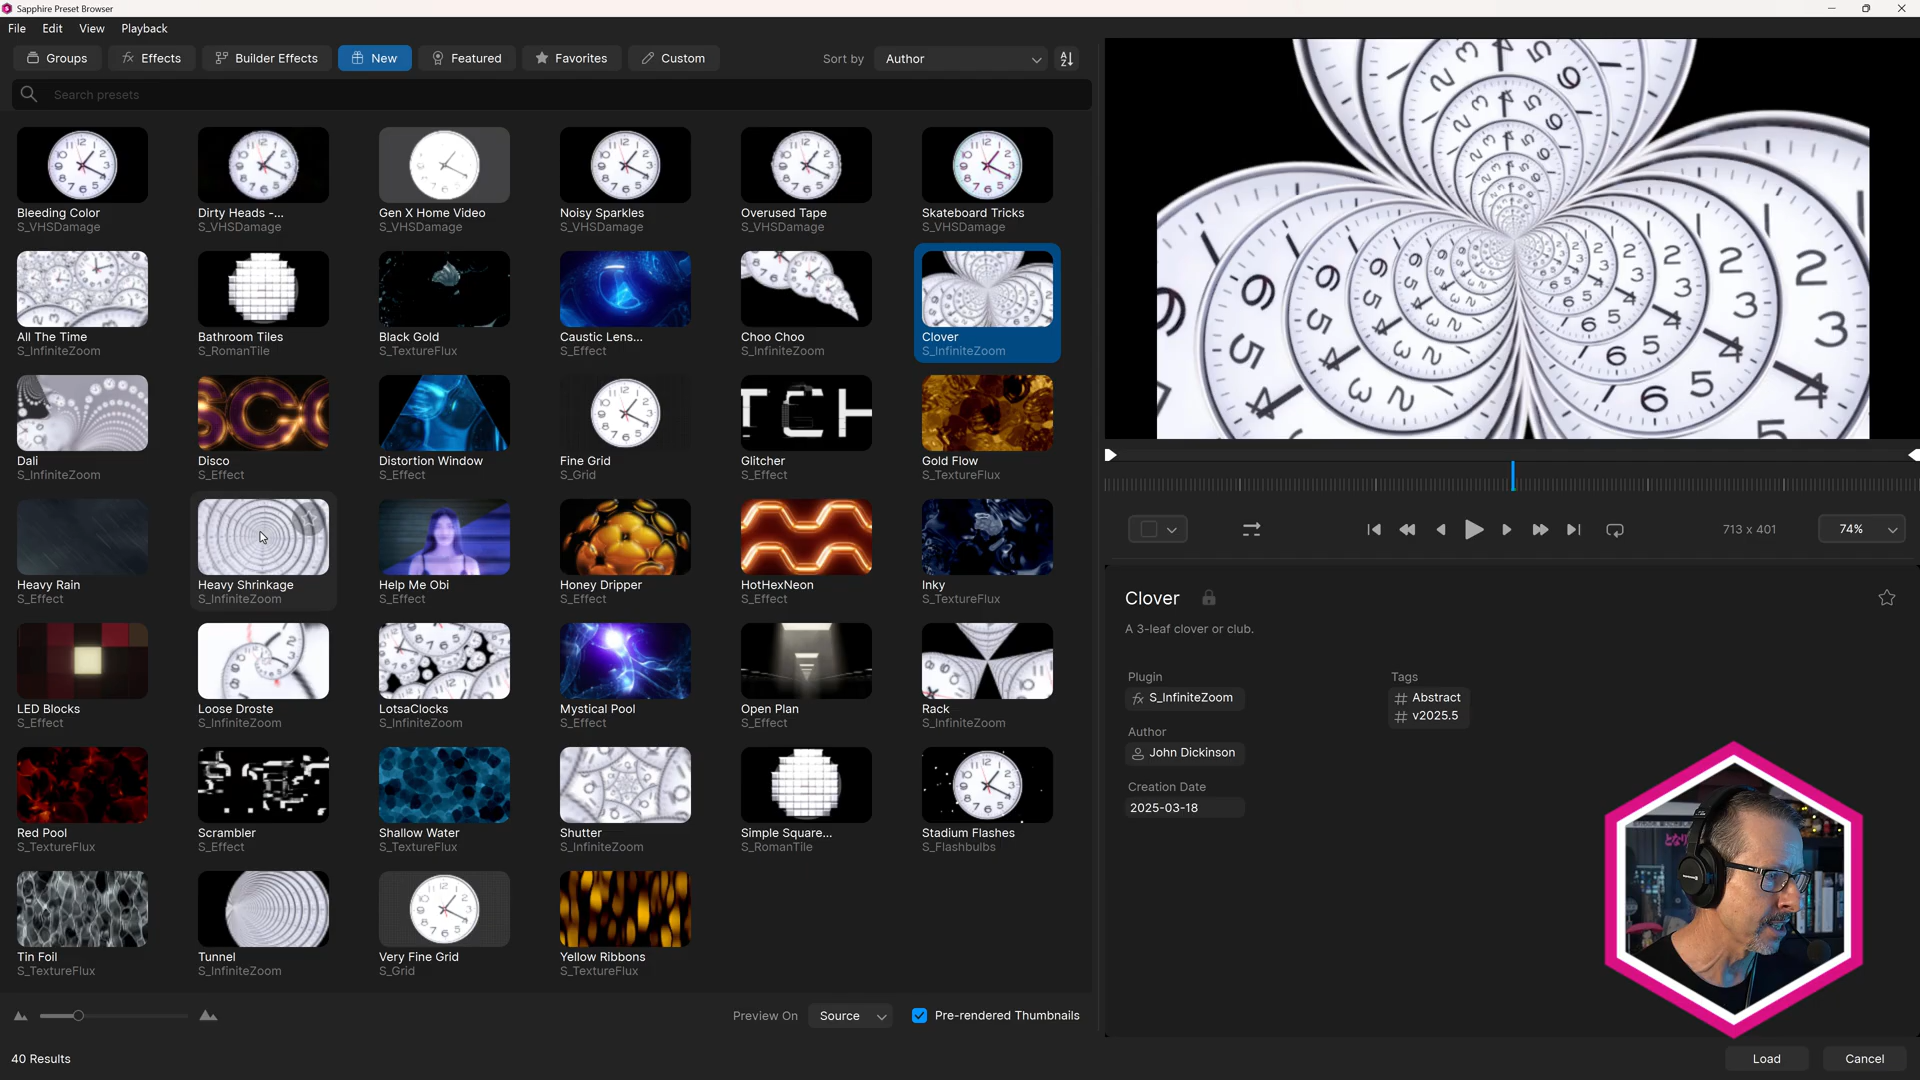 Sapphire Preset Browser
File Edit View Playback
Groups Effects Builder Effects New Featured Favorites Custom Sort by Author
Search presets
Bleeding Color
S_VHSDamage
Dirty Heads -...
S_VHSDamage
Gen X Home Video
S_VHSDamage
Noisy Sparkles
S_VHSDamage
Overused Tape
S_VHSDamage
Skateboard Tricks
S_VHSDamage
All The Time
S_InfiniteZoom
Bathroom Tiles
S_RomanTile
Black Gold
S_TextureFlux
Caustic Lens...
S_Effect
Choo Choo
S_InfiniteZoom
Clover
S_InfiniteZoom
Dali
S_InfiniteZoom
Disco
S_Effect
Distortion Window
S_Effect
Fine Grid
S_Grid
Glitcher
S_Effect
Gold Flow
S_TextureFlux
Heavy Rain
S_Effect
Heavy Shrinkage
S_InfiniteZoom
Help Me Obi
S_Effect
Honey Dripper
S_Effect
HotHexNeon
S_Effect
Inky
S_TextureFlux
LED Blocks
S_Effect
Loose Droste
S_InfiniteZoom
LotsaClocks
S_InfiniteZoom
Mystical Pool
S_Effect
Open Plan
S_Effect
Rack
S_InfiniteZoom
Red Pool
S_TextureFlux
Scrambler
S_Effect
Shallow Water
S_TextureFlux
Shutter
S_InfiniteZoom
Simple Square...
S_RomanTile
Stadium Flashes
S_Flashbulbs
Tin Foil
S_TextureFlux
Tunnel
S_InfiniteZoom
Very Fine Grid
S_Grid
Yellow Ribbons
S_TextureFlux
Preview On Source Pre-rendered Thumbnails
40 Results
713 x 401 74%
Clover
A 3-leaf clover or club.
Plugin
S_InfiniteZoom
Author
John Dickinson
Creation Date
2025-03-18
Tags
Abstract
v2025.5
Load Cancel